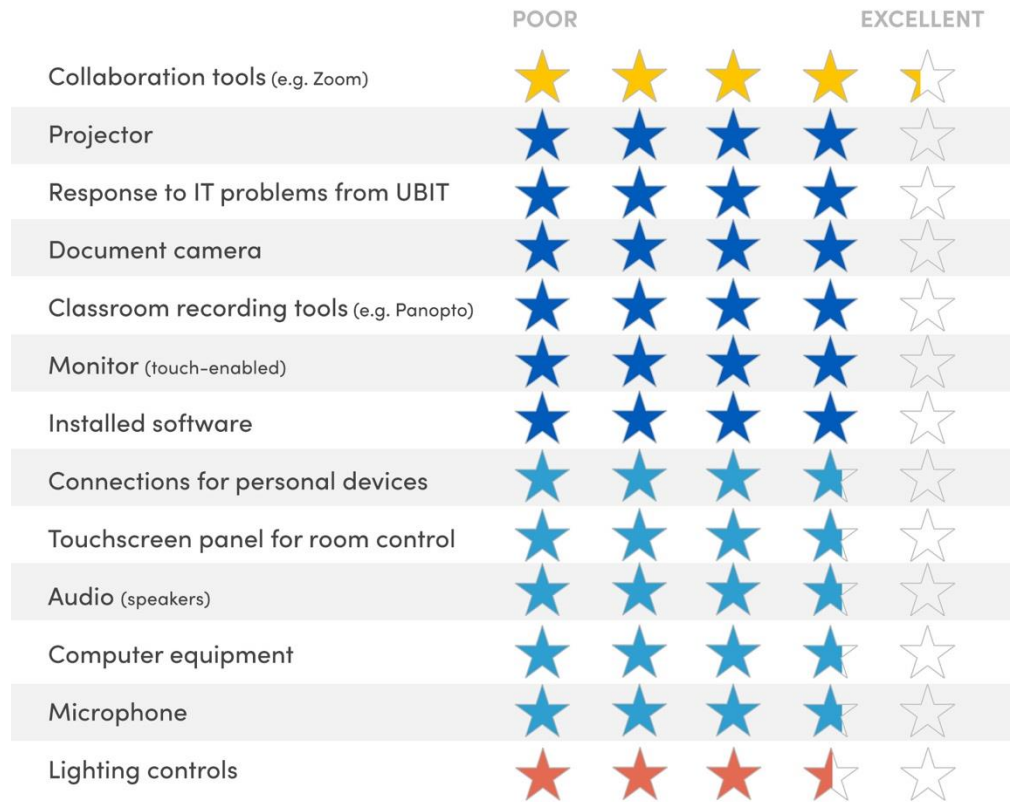 POOR EXCELLENT
Collaboration tools (e.g. Zoom)
Projector
Response to IT problems from UBIT
Document camera
Classroom recording tools (e.g. Panopto)
Monitor (touch-enabled)
Installed software
Connections for personal devices
Touchscreen panel for room control
Audio (speakers)
Computer equipment
Microphone
Lighting controls